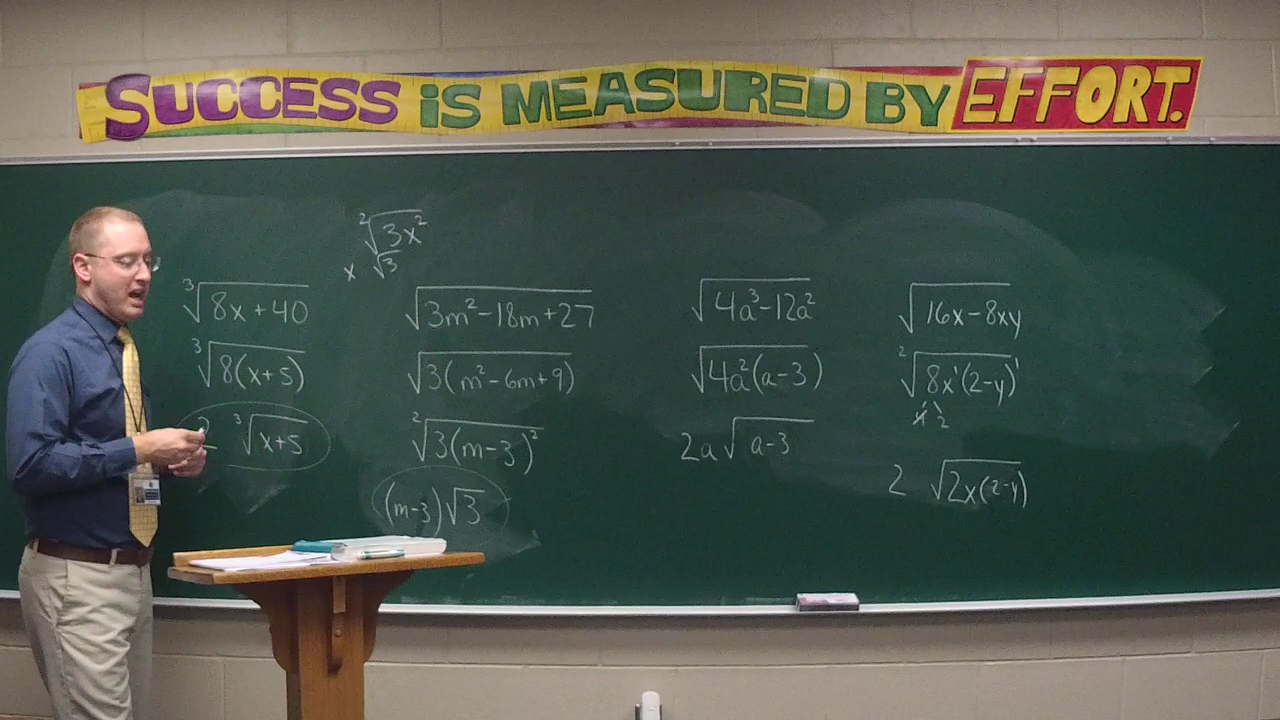 SUCCESS iS MEASURED BY EFFORT.
²√3x²
x √3
³√8x + 40
³√8(x+5)
2 ³√x+5
√3m²-18m+27
√3(m²-6m+9)
²√3(m-3)²
(m-3)√3
√4a³-12a²
√4a²(a-3)
2a√a-3
√16x-8xy
²√8x¹(2-y)¹
4 2
2 √2x(2-y)